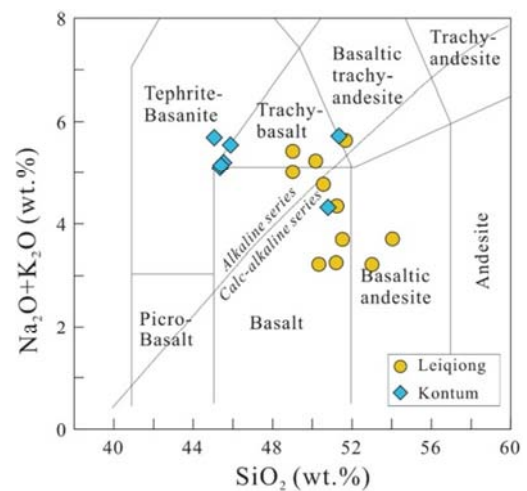 8
6
4
2
0
Na₂O+K₂O (wt.%)
40
44
48
52
56
60
SiO₂ (wt.%)
Tephrite-
Basanite
Trachy-
basalt
Basaltic
trachy-
andesite
Trachy-
andesite
Alkaline series
Calc-alkaline series
Picro-
Basalt
Basalt
Basaltic
andesite
Andesite
Leiqiong
Kontum